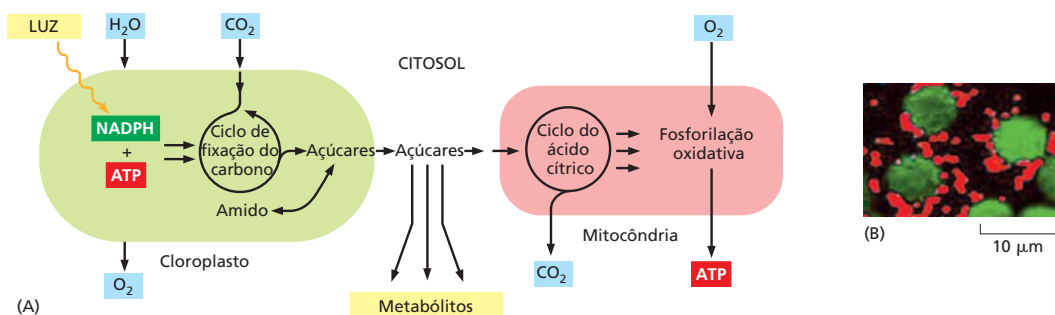 LUZ
H2O
CO2
O2
CITOSOL
NADPH
+
ATP
Ciclo de
fixação do
carbono
Açúcares
Açúcares
Amido
Ciclo do
ácido
cítrico
Fosforilação
oxidativa
Cloroplasto
Mitocôndria
O2
CO2
ATP
Metabólitos
(A)
(B)
10 µm